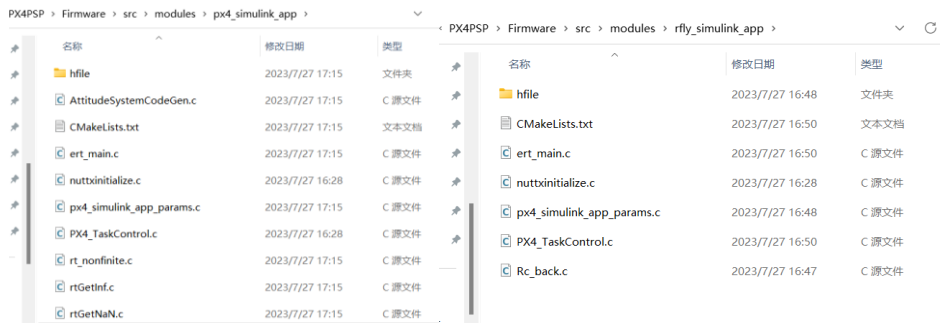 PX4PSP > Firmware > src > modules > px4_simulink_app >
名称 修改日期 类型
hfile 2023/7/27 17:15 文件夹
AttitudeSystemCodeGen.c 2023/7/27 17:15 C 源文件
CMakeLists.txt 2023/7/27 17:15 文本文档
ert_main.c 2023/7/27 17:15 C 源文件
nuttxinitialize.c 2023/7/27 16:28 C 源文件
px4_simulink_app_params.c 2023/7/27 17:15 C 源文件
PX4_TaskControl.c 2023/7/27 16:28 C 源文件
rt_nonfinite.c 2023/7/27 17:15 C 源文件
rtGetInf.c 2023/7/27 17:15 C 源文件
rtGetNaN.c 2023/7/27 17:15 C 源文件
PX4PSP > Firmware > src > modules > rfly_simulink_app >
名称 修改日期 类型
hfile 2023/7/27 16:48 文件夹
CMakeLists.txt 2023/7/27 16:50 文本文档
ert_main.c 2023/7/27 16:50 C 源文件
nuttxinitialize.c 2023/7/27 16:28 C 源文件
px4_simulink_app_params.c 2023/7/27 16:48 C 源文件
PX4_TaskControl.c 2023/7/27 16:50 C 源文件
Rc_back.c 2023/7/27 16:47 C 源文件